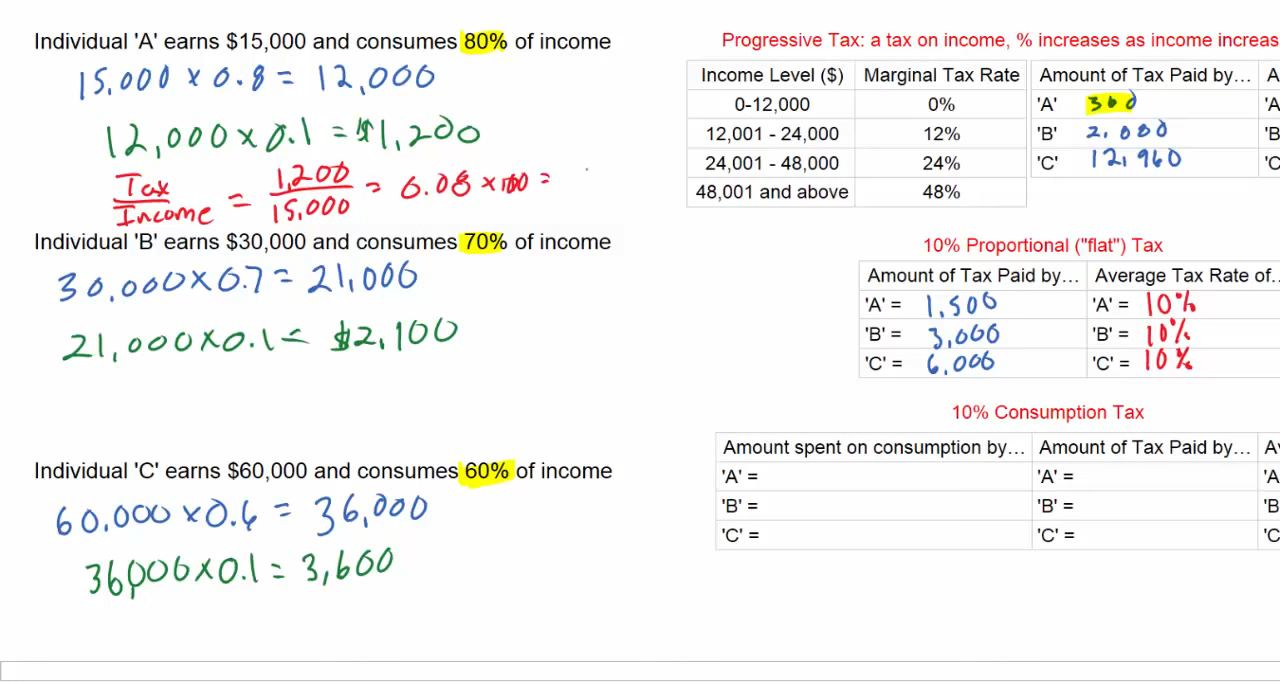 Individual 'A' earns $15,000 and consumes 80% of income
15,000 x 0.8 = 12,000
12,000 x 0.1 = $1,200
Tax / Income = 1,200 / 15,000 = 0.08 x 100 =
Individual 'B' earns $30,000 and consumes 70% of income
30,000 x 0.7 = 21,000
21,000 x 0.1 = $2,100
Individual 'C' earns $60,000 and consumes 60% of income
60,000 x 0.6 = 36,000
36,000 x 0.1 = 3,600
Progressive Tax: a tax on income, % increases as income increas
Income Level ($) Marginal Tax Rate Amount of Tax Paid by… A
0-12,000 0% 'A' 360 'A
12,001 - 24,000 12% 'B' 2,880 'B
24,001 - 48,000 24% 'C' 12,960 'C
48,001 and above 48%
10% Proportional ("flat") Tax
Amount of Tax Paid by… Average Tax Rate of…
'A' = 1,500 'A' = 10%
'B' = 3,000 'B' = 10%
'C' = 6,000 'C' = 10%
10% Consumption Tax
Amount spent on consumption by… Amount of Tax Paid by… Av
'A' = 'A' = 'A
'B' = 'B' = 'B
'C' = 'C' = 'C